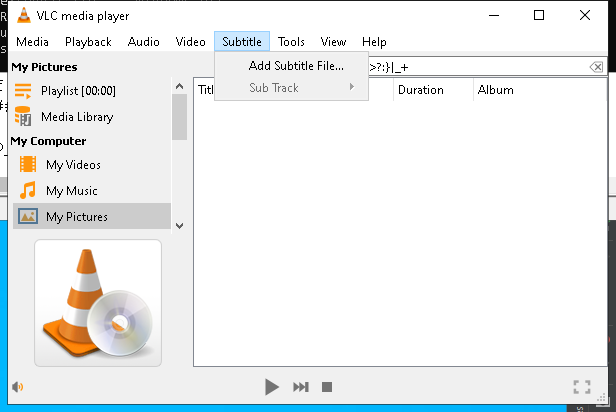 VLC media player
Media Playback Audio Video Subtitle Tools View Help
My Pictures
Add Subtitle File...
>?:}|_+
Playlist [00:00]
Sub Track
Duration Album
Media Library
My Computer
My Videos
My Music
My Pictures